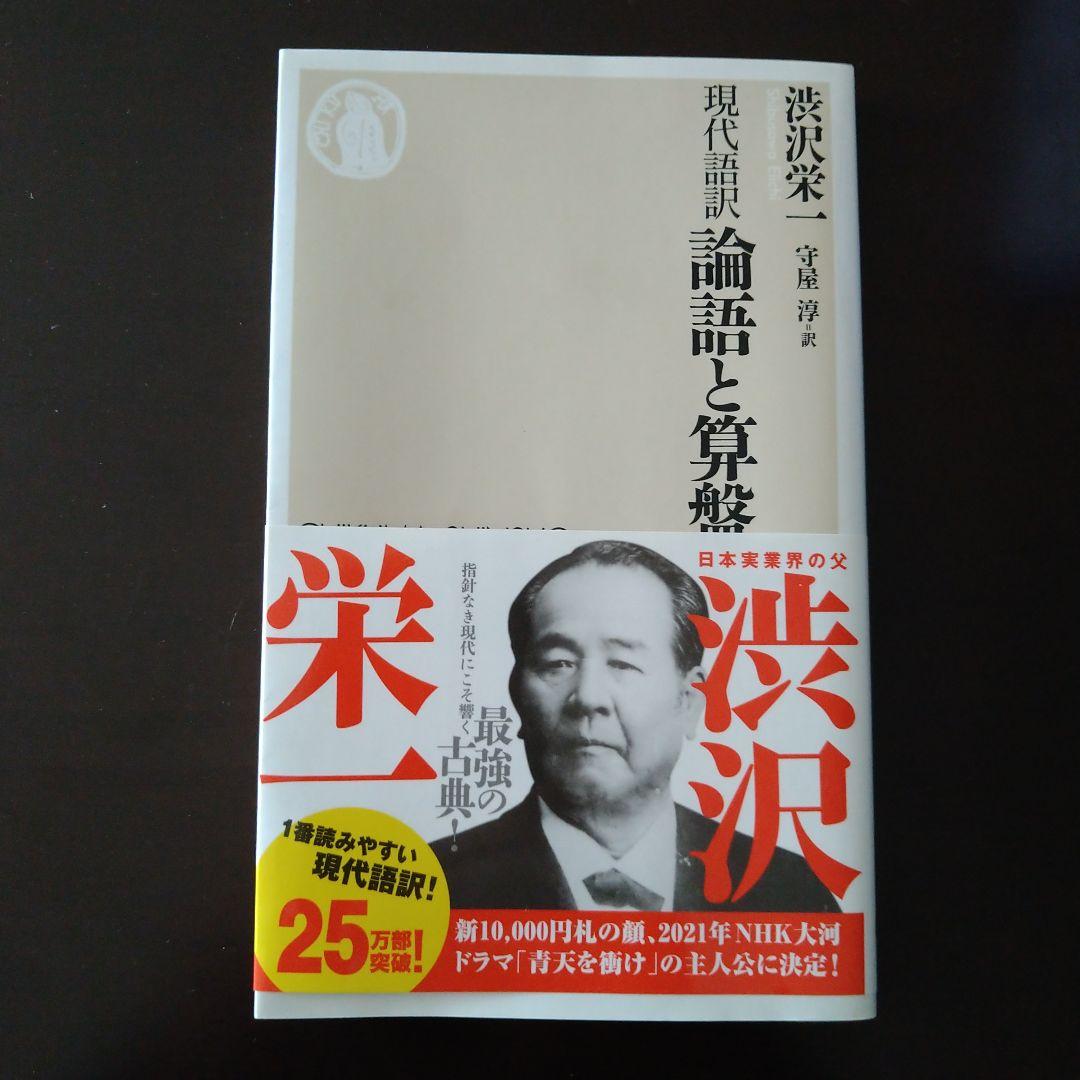 渋沢栄一
Shibusawa Eiichi
守屋 淳=訳
現代語訳 論語と算盤
日本実業界の父
渋沢
栄一
指針なき現代にこそ響く
最強の
古典!
1番読みやすい
現代語訳!
25万部
突破!
新10,000円札の顔、2021年NHK大河
ドラマ「青天を衝け」の主人公に決定!